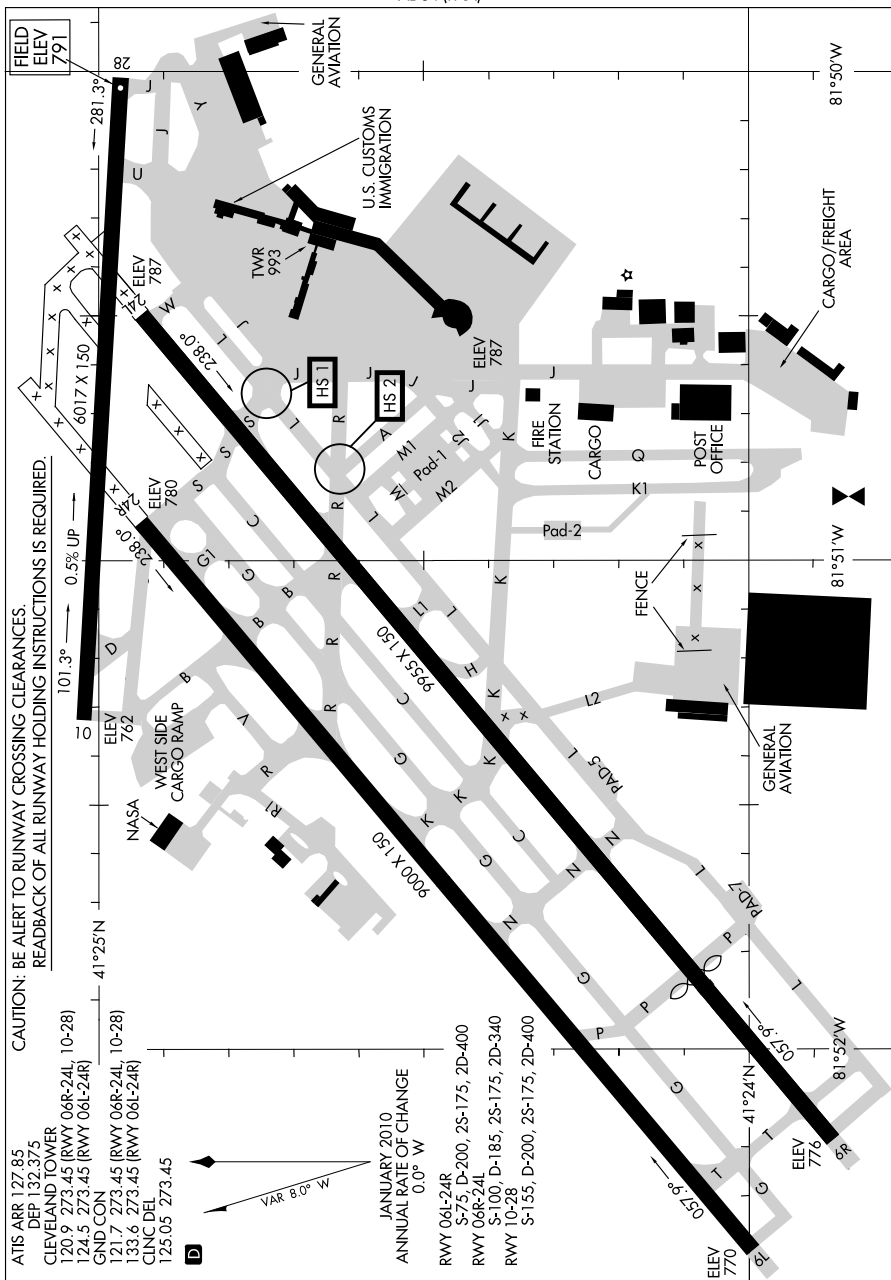 CAUTION: BE ALERT TO RUNWAY CROSSING CLEARANCES.
READBACK OF ALL RUNWAY HOLDING INSTRUCTIONS IS REQUIRED.
ATIS ARR 127.85
DEP 132.375
CLEVELAND TOWER
120.9 273.45 (RWY 06R-24L, 10-28)
124.5 273.45 (RWY 06L-24R)
GND CON
121.7 273.45 (RWY 06R-24L, 10-28)
133.6 273.45 (RWY 06L-24R)
CLNC DEL
125.05 273.45
D
VAR 8.0° W
JANUARY 2010
ANNUAL RATE OF CHANGE
0.0° W
RWY 06L-24R
S-75, D-200, 2S-175, 2D-400
RWY 06R-24L
S-100, D-185, 2S-175, 2D-340
RWY 10-28
S-155, D-200, 2S-175, 2D-400
FIELD
ELEV
791
28
281.3°
6017 X 150
0.5% UP
101.3°
10
ELEV
762
41°25'N
41°24'N
81°50'W
81°51'W
81°52'W
GENERAL
AVIATION
U.S. CUSTOMS
IMMIGRATION
TWR
993
ELEV
787
24L
238.0°
ELEV
780
24R
238.0°
HS 1
HS 2
ELEV
787
CARGO/FREIGHT
AREA
FIRE
STATION
CARGO
POST
OFFICE
NASA
WEST SIDE
CARGO RAMP
9000 X 150
9955 X 150
Pad-1
Pad-2
FENCE
GENERAL
AVIATION
PAD-5
PAD-7
057.9°
057.9°
ELEV
776
6R
ELEV
770
6L
J
J
Y
U
W
L
J
J
S
S
S
L
R
R
A
J
J
J
J
J
J2
M1
M
M2
L
K
K
Q
K1
D
B
B
B
G1
G
C
R
R
R
V
R
R1
L1
L
H
C
G
K
K
K
K
L2
L
G
C
N
N
N
L
G
P
P
P
L
G
T
T
G